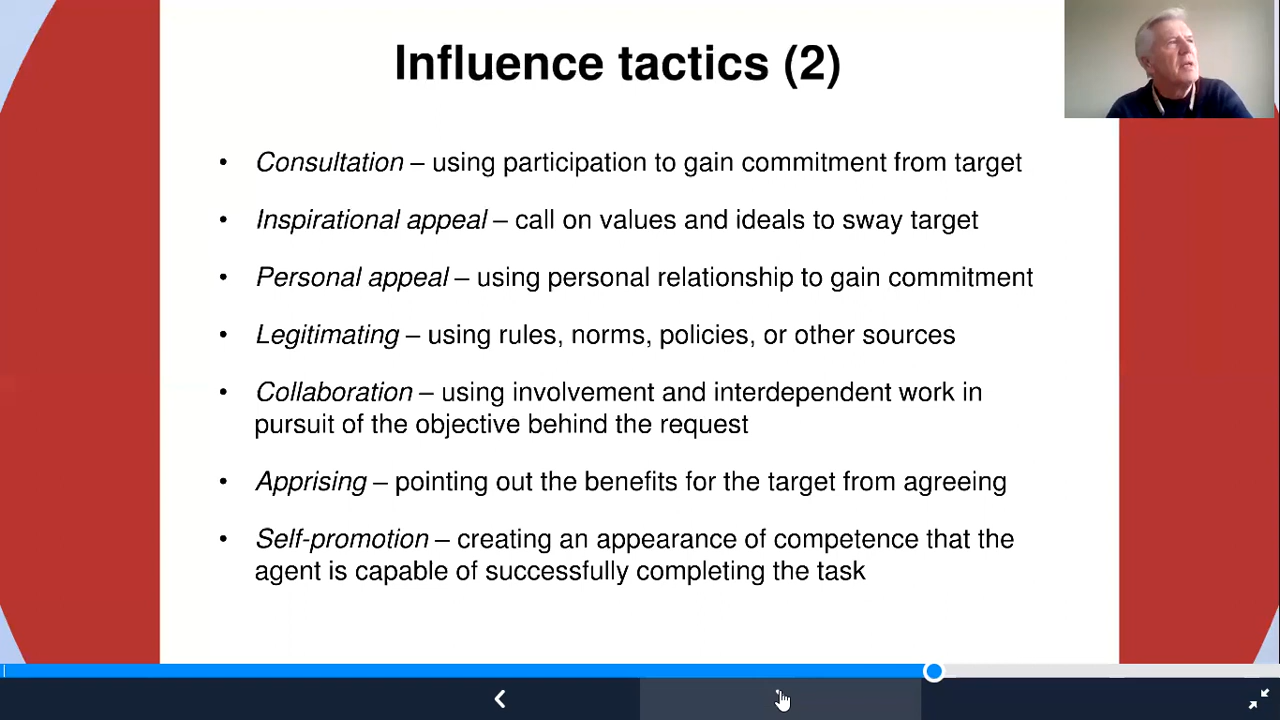 Influence tactics (2)
• Consultation – using participation to gain commitment from target
• Inspirational appeal – call on values and ideals to sway target
• Personal appeal – using personal relationship to gain commitment
• Legitimating – using rules, norms, policies, or other sources
• Collaboration – using involvement and interdependent work in
pursuit of the objective behind the request
• Apprising – pointing out the benefits for the target from agreeing
• Self-promotion – creating an appearance of competence that the
agent is capable of successfully completing the task